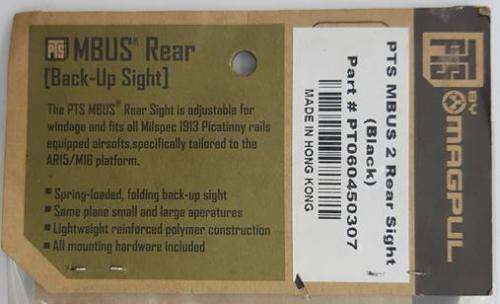 PTS MBUS® Rear
[Back-Up Sight]
The PTS MBUS® Rear Sight is adjustable for
windage and fits all Milspec 1913 Picatinny rails
equipped airsofts,specifically tailored to the
AR15/M16 platform.
▪ Spring-loaded, folding back-up sight
▪ Same plane small and large aperatures
▪ Lightweight reinforced polymer construction
▪ All mounting hardware included
PTS MBUS 2 Rear Sight
(Black)
Part # PT060450307
MADE IN HONG KONG
PTS
BY
MAGPUL